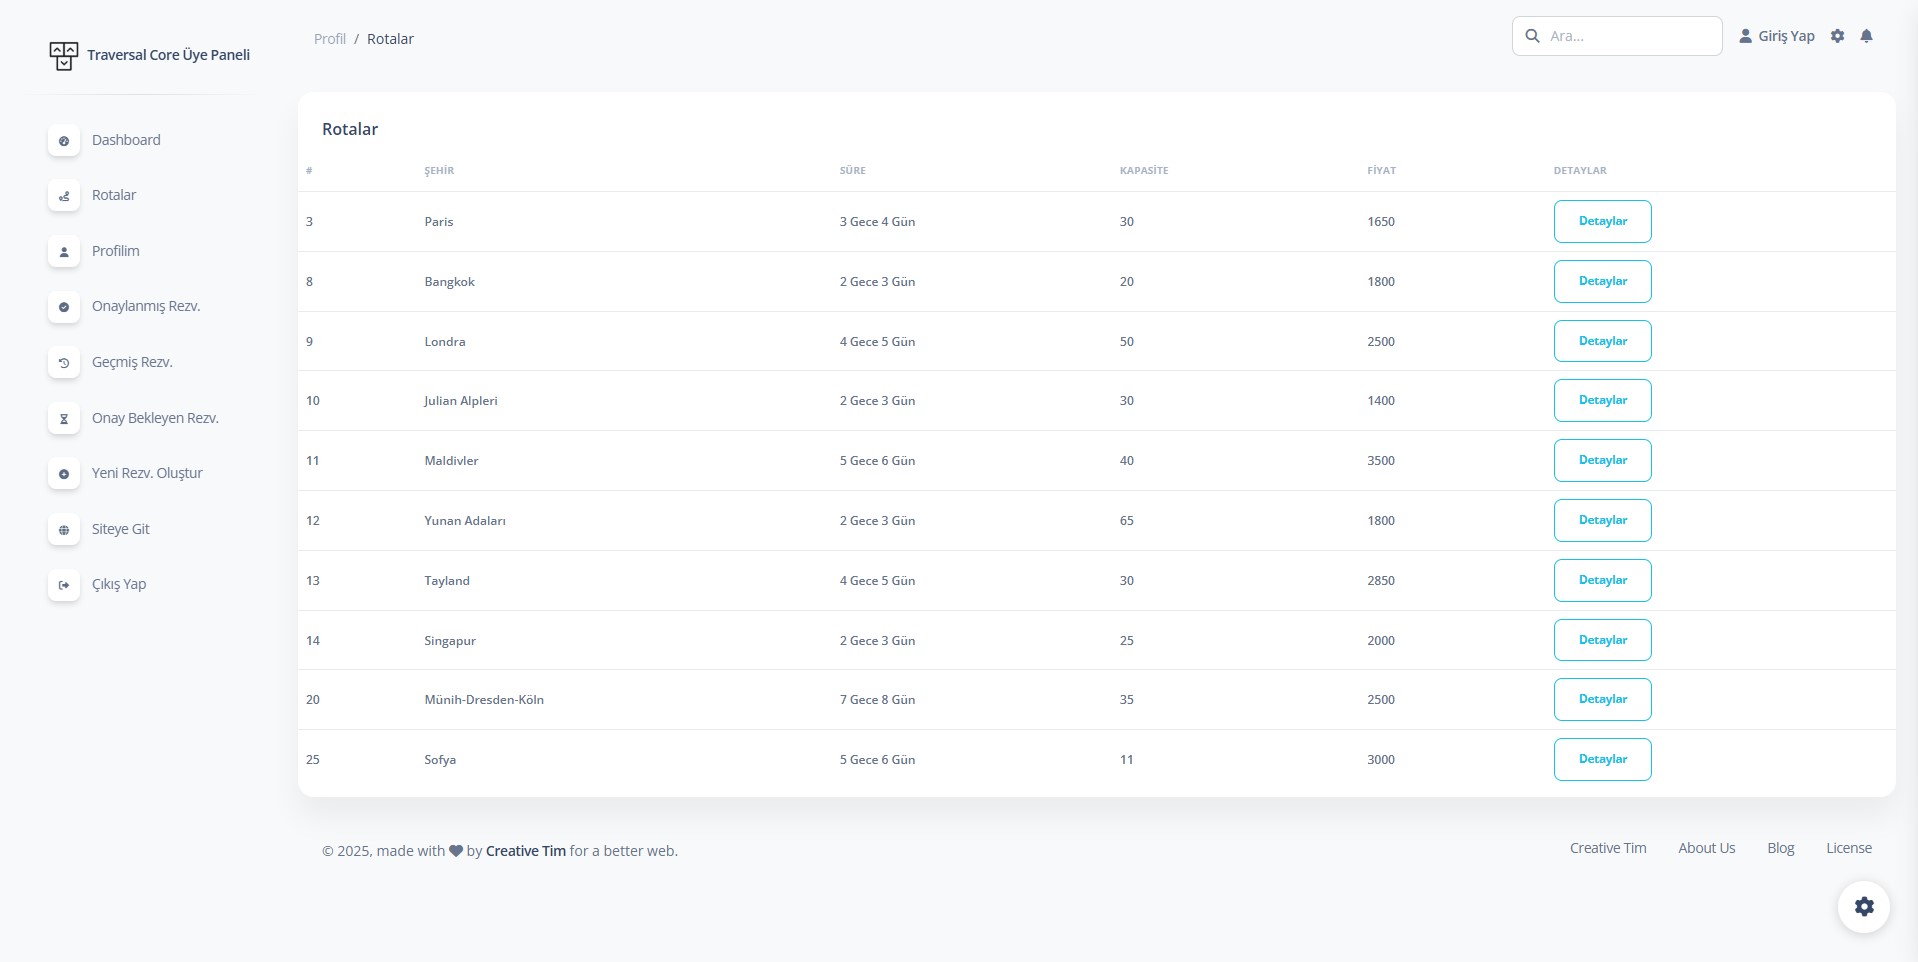 Traversal Core Üye Paneli
Dashboard
Rotalar
Profilim
Onaylanmış Rezv.
Geçmiş Rezv.
Onay Bekleyen Rezv.
Yeni Rezv. Oluştur
Siteye Git
Çıkış Yap
Profil / Rotalar
Ara...
Giriş Yap
Rotalar
# ŞEHİR SÜRE KAPASİTE FİYAT DETAYLAR
3 Paris 3 Gece 4 Gün 30 1650 Detaylar
8 Bangkok 2 Gece 3 Gün 20 1800 Detaylar
9 Londra 4 Gece 5 Gün 50 2500 Detaylar
10 Julian Alpleri 2 Gece 3 Gün 30 1400 Detaylar
11 Maldivler 5 Gece 6 Gün 40 3500 Detaylar
12 Yunan Adaları 2 Gece 3 Gün 65 1800 Detaylar
13 Tayland 4 Gece 5 Gün 30 2850 Detaylar
14 Singapur 2 Gece 3 Gün 25 2000 Detaylar
20 Münih-Dresden-Köln 7 Gece 8 Gün 35 2500 Detaylar
25 Sofya 5 Gece 6 Gün 11 3000 Detaylar
© 2025, made with ♥ by Creative Tim for a better web.
Creative Tim About Us Blog License